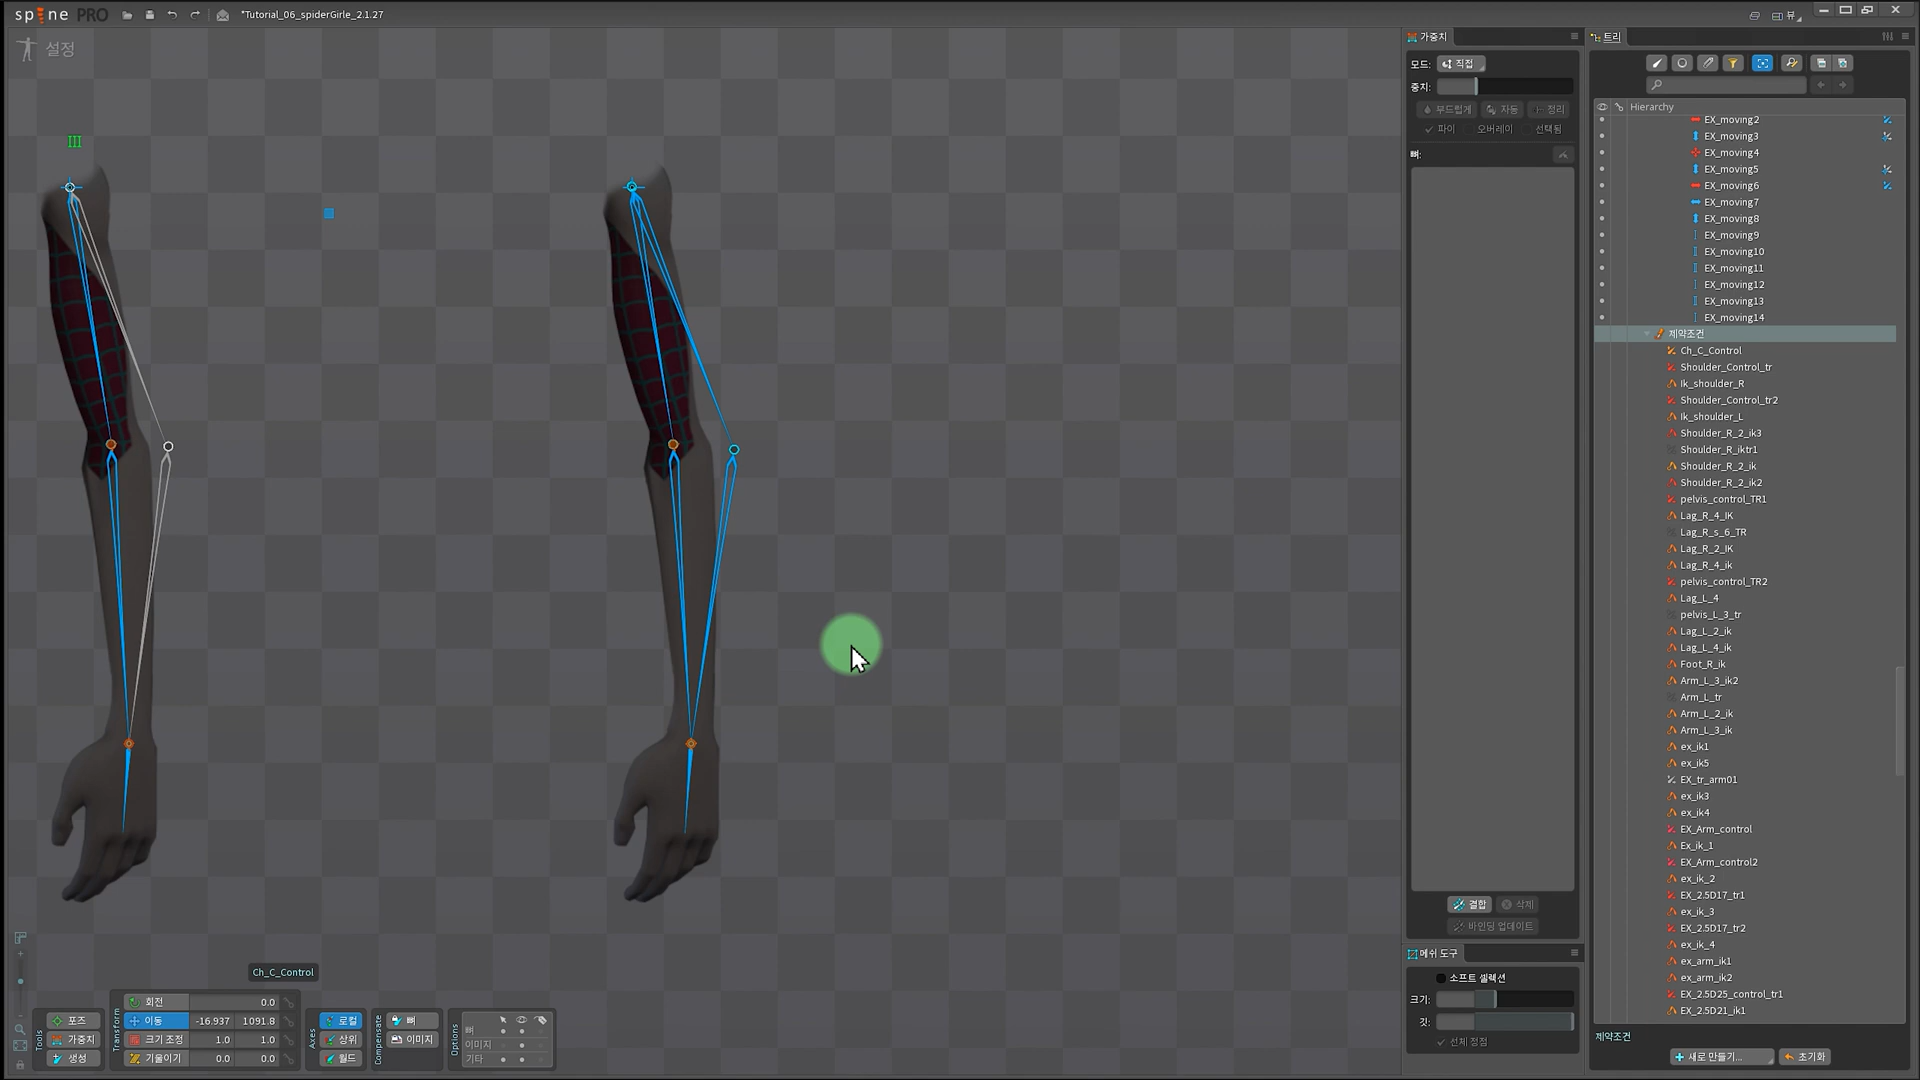 spine PRO
*Tutorial_06_spiderGirle_2.1.27
뷰
설정
가중치
트리
모드: 직접
중치:
부드럽게 자동 정리
파이 오버레이 선택됨
뼈:
Hierarchy
EX_moving2
EX_moving3
EX_moving4
EX_moving5
EX_moving6
EX_moving7
EX_moving8
EX_moving9
EX_moving10
EX_moving11
EX_moving12
EX_moving13
EX_moving14
제약조건
Ch_C_Control
Shoulder_Control_tr
Ik_shoulder_R
Shoulder_Control_tr2
Ik_shoulder_L
Shoulder_R_2_ik3
Shoulder_R_iktr1
Shoulder_R_2_ik
Shoulder_R_2_ik2
pelvis_control_TR1
Lag_R_4_IK
Lag_R_s_6_TR
Lag_R_2_IK
Lag_R_4_ik
pelvis_control_TR2
Lag_L_4
pelvis_L_3_tr
Lag_L_2_ik
Lag_L_4_ik
Foot_R_ik
Arm_L_3_ik2
Arm_L_tr
Arm_L_2_ik
Arm_L_3_ik
ex_ik1
ex_ik5
EX_tr_arm01
ex_ik3
ex_ik4
EX_Arm_control
Ex_ik_1
EX_Arm_control2
ex_ik_2
EX_2.5D17_tr1
ex_ik_3
EX_2.5D17_tr2
ex_ik_4
ex_arm_ik1
ex_arm_ik2
EX_2.5D25_control_tr1
EX_2.5D21_ik1
결합 삭제
바인딩 업데이트
메쉬 도구
소프트 셀렉션
크기:
깃:
선체 정점
제약조건
새로 만들기... 초기화
Ch_C_Control
Tools
포즈
가중치
생성
Transform
회전 0.0
이동 -16.937 1091.8
크기 조정 1.0 1.0
기울이기 0.0 0.0
Axes
로컬
상위
월드
Compensate
뼈
이미지
Options
뼈
이미지
기타